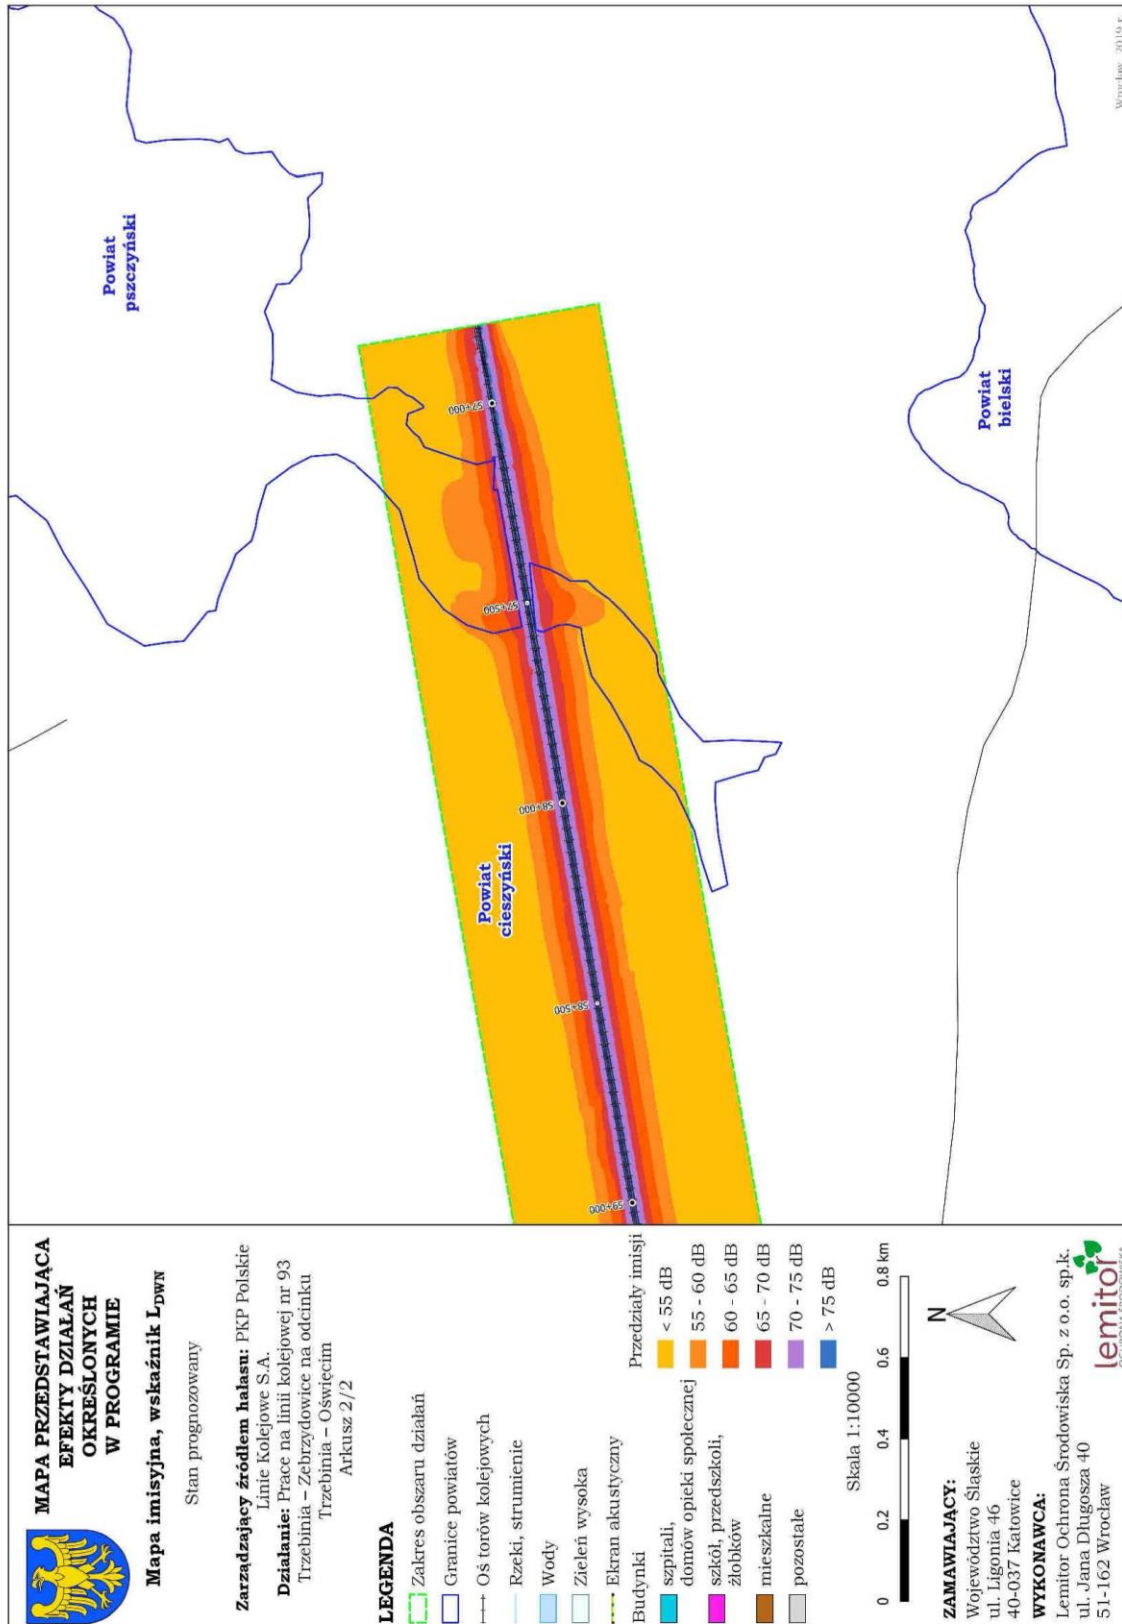 MAPA PRZEDSTAWIAJĄCA
EFEKTY DZIAŁAŃ
OKREŚLONYCH
W PROGRAMIE
Mapa imisyjna, wskaźnik LDWN
Stan prognozowany
Zarządzający źródłem hałasu: PKP Polskie
Linie Kolejowe S.A.
Działanie: Prace na linii kolejowej nr 93
Trzebinia – Zebrzydowice na odcinku
Trzebinia – Oświęcim
Arkusz 2/2
LEGENDA
Zakres obszaru działań
Granice powiatów
Oś torów kolejowych
Rzeki, strumienie
Wody
Zieleń wysoka
Ekran akustyczny
Budynki
szpitali,
domów opieki społecznej
szkół, przedszkoli,
żłobków
mieszkalne
pozostałe
Przedziały imisji
< 55 dB
55 - 60 dB
60 - 65 dB
65 - 70 dB
70 - 75 dB
> 75 dB
Skala 1:10000
0 0.2 0.4 0.6 0.8 km
N
ZAMAWIAJĄCY:
Województwo Śląskie
ul. Ligonia 46
40-037 Katowice
WYKONAWCA:
Lemitor Ochrona Środowiska Sp. z o.o. sp.k.
ul. Jana Długosza 40
51-162 Wrocław
lemitor
OCHRONA ŚRODOWISKA
Powiat
pszczyński
Powiat
cieszyński
Powiat
bielski
57+000
57+500
58+000
58+500
59+000
Wrocław, 2019 r.